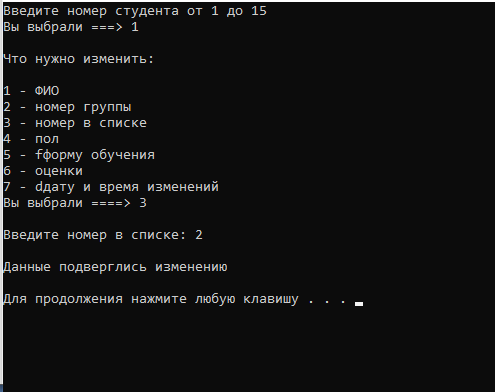 Введите номер студента от 1 до 15
Вы выбрали ===> 1
Что нужно изменить:
1 - ФИО
2 - номер группы
3 - номер в списке
4 - пол
5 - fформу обучения
6 - оценки
7 - dдату и время изменений
Вы выбрали ====> 3
Введите номер в списке: 2
Данные подверглись изменению
Для продолжения нажмите любую клавишу . . .